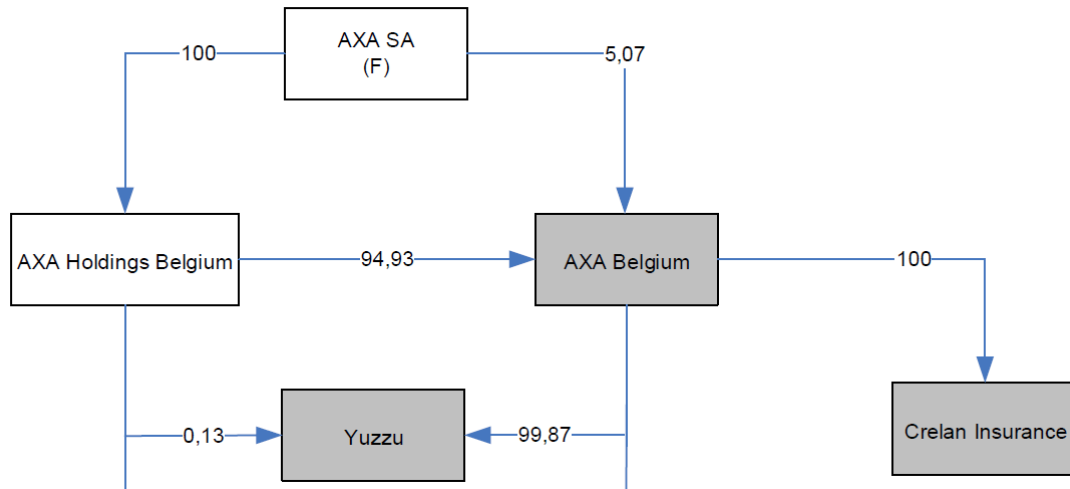 AXA SA
(F)
100
5,07
AXA Holdings Belgium
94,93
AXA Belgium
100
0,13
Yuzzu
99,87
Crelan Insurance